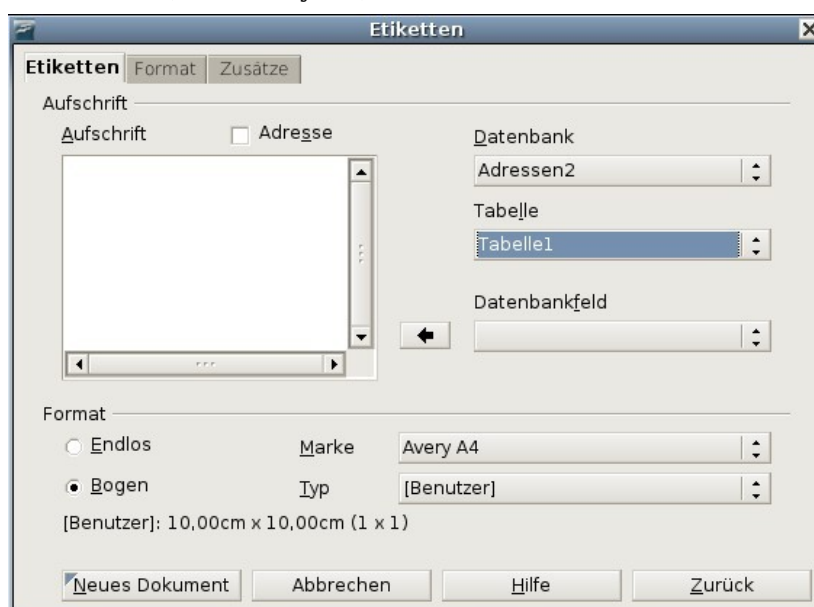 Etiketten
Etiketten Format Zusätze
Aufschrift
Aufschrift Adresse
Datenbank
Adressen2
Tabelle
Tabelle1
Datenbankfeld
Format
Endlos
Marke Avery A4
Bogen
Typ [Benutzer]
[Benutzer]: 10,00cm x 10,00cm (1 x 1)
Neues Dokument Abbrechen Hilfe Zurück